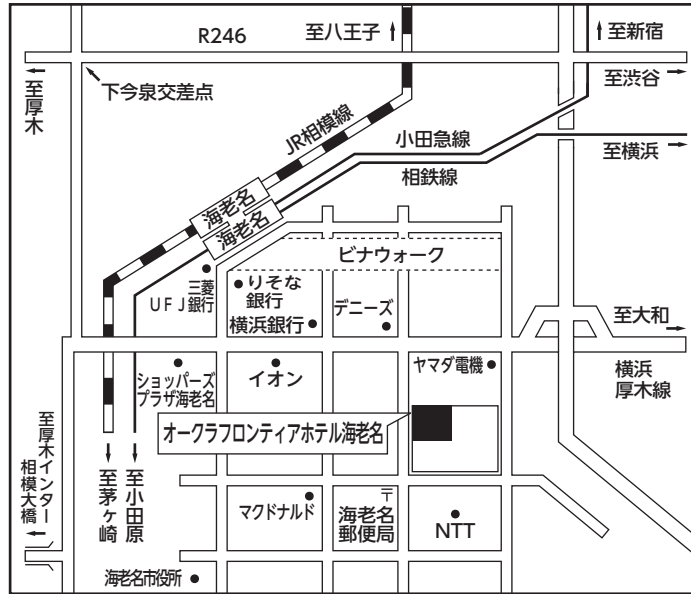 R246
至八王子
至新宿
至厚木
下今泉交差点
至渋谷
JR相模線
小田急線
至横浜
相鉄線
海老名
海老名
ビナウォーク
三菱
UFJ銀行
りそな
銀行
横浜銀行
デニーズ
至大和
ショッパーズ
プラザ海老名
イオン
ヤマダ電機
横浜
厚木線
オークラフロンティアホテル海老名
至厚木インター
相模大橋
至茅ヶ崎
至小田原
マクドナルド
〒
海老名
郵便局
NTT
海老名市役所